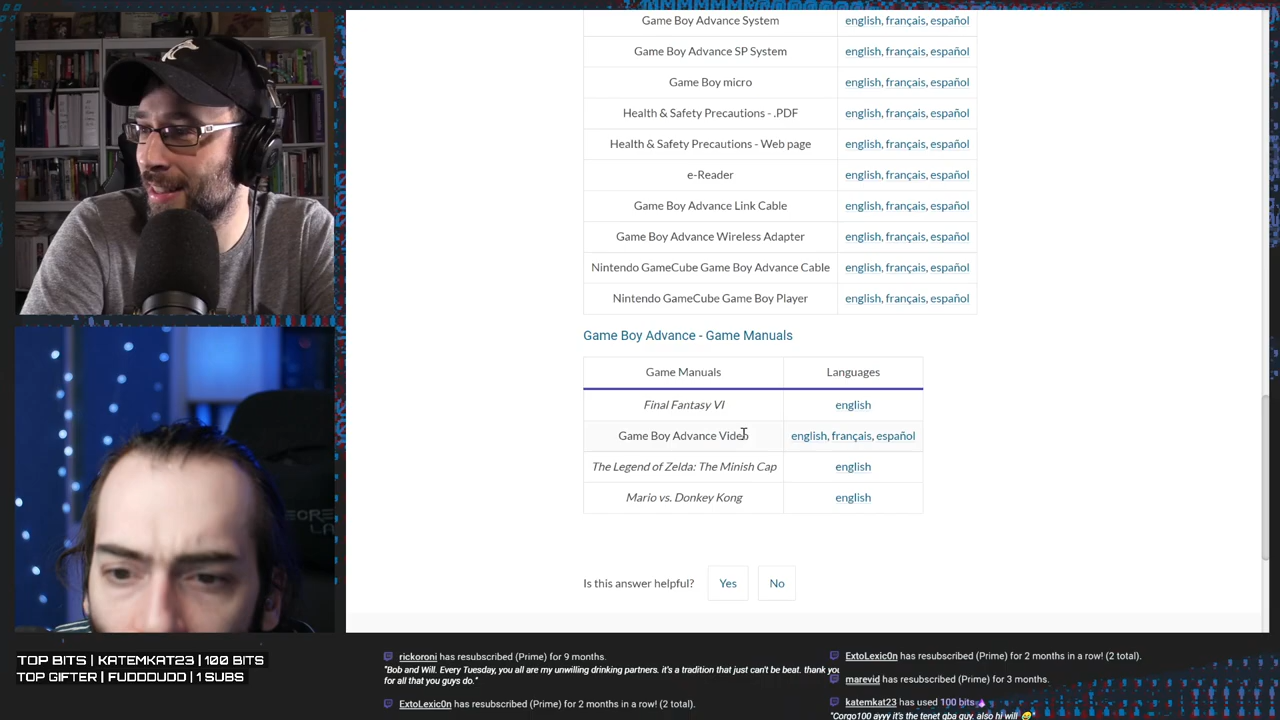 Game Boy Advance System english, français, español
Game Boy Advance SP System english, français, español
Game Boy micro english, français, español
Health & Safety Precautions - .PDF english, français, español
Health & Safety Precautions - Web page english, français, español
e-Reader english, français, español
Game Boy Advance Link Cable english, français, español
Game Boy Advance Wireless Adapter english, français, español
Nintendo GameCube Game Boy Advance Cable english, français, español
Nintendo GameCube Game Boy Player english, français, español
Game Boy Advance - Game Manuals
Game Manuals Languages
Final Fantasy VI english
Game Boy Advance Video english, français, español
The Legend of Zelda: The Minish Cap english
Mario vs. Donkey Kong english
Is this answer helpful? Yes No
TOP BITS | KATEMKAT23 | 100 BITS
TOP GIFTER | FUDDDUDD | 1 SUBS
rickoroni has resubscribed (Prime) for 9 months.
"Bob and Will. Every Tuesday, you all are my unwilling drinking partners. it's a tradition that just can't be beat. thank you
for all that you guys do."
ExtoLexic0n has resubscribed (Prime) for 2 months in a row! (2 total).
ExtoLexic0n has resubscribed (Prime) for 2 months in a row! (2 total).
marevid has resubscribed (Prime) for 3 months.
katemkat23 has used 100 bits
"Corgo100 ayyy it's the tenet gba guy. also hi will 😅"